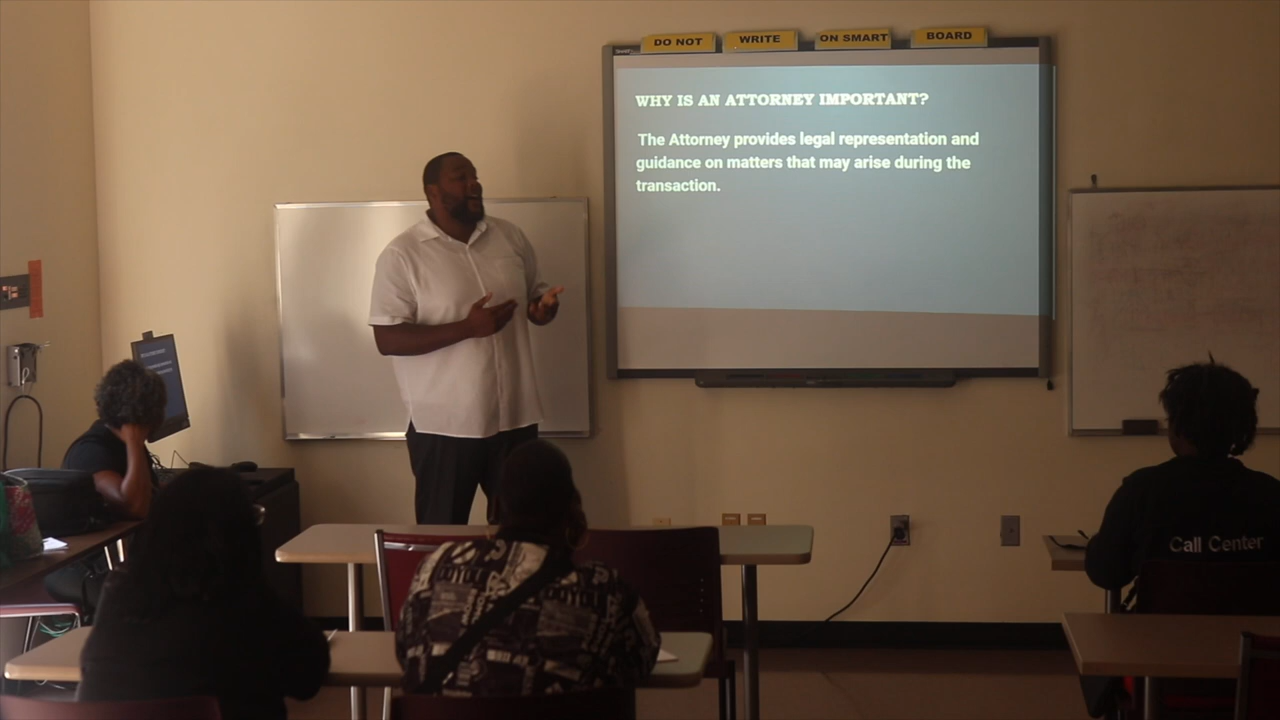 DO NOT WRITE ON SMART BOARD
WHY IS AN ATTORNEY IMPORTANT?
The Attorney provides legal representation and
guidance on matters that may arise during the
transaction.
Call Center